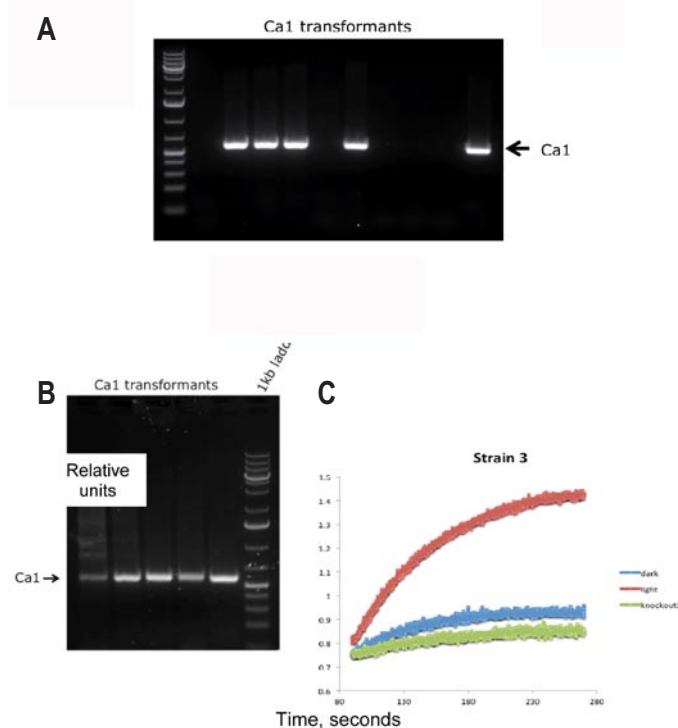 A
Ca1 transformants
Ca1
B
Ca1 transformants
1kb
Relative
units
Ca1
C
Strain 3
1.5
1.4
1.3
1.2
1.1
1
0.9
0.8
0.7
0.6
80
130
180
230
280
dark
light
knockout
Time, seconds